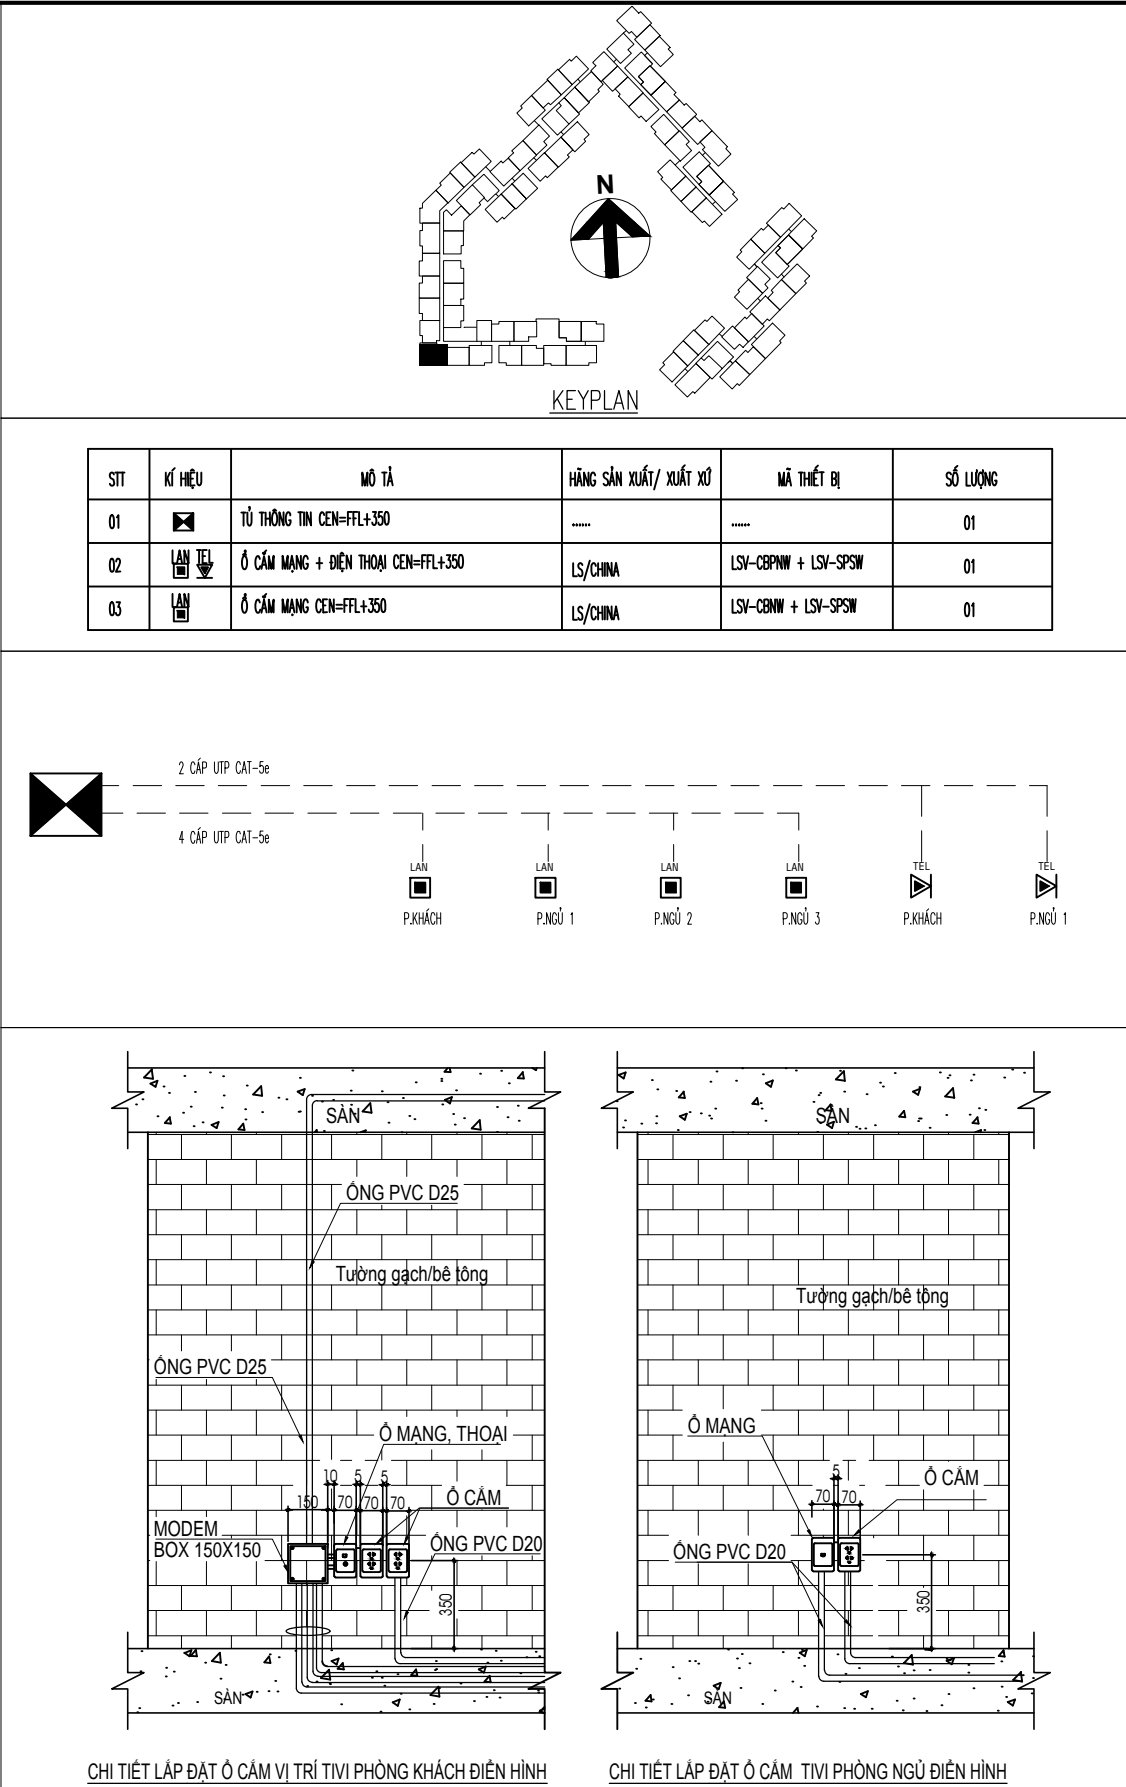 N
KEYPLAN
STT KÍ HIỆU MÔ TẢ HÃNG SẢN XUẤT/ XUẤT XỨ MÃ THIẾT BỊ SỐ LƯỢNG
01 TỦ THÔNG TIN CEN=FFL+350 ...... ...... 01
02 LAN TEL Ổ CẮM MẠNG + ĐIỆN THOẠI CEN=FFL+350 LS/CHINA LSV-CBPNW + LSV-SPSW 01
03 LAN Ổ CẮM MẠNG CEN=FFL+350 LS/CHINA LSV-CBNW + LSV-SPSW 01
2 CÁP UTP CAT-5e
4 CÁP UTP CAT-5e
LAN LAN LAN LAN TEL TEL
P.KHÁCH P.NGỦ 1 P.NGỦ 2 P.NGỦ 3 P.KHÁCH P.NGỦ 1
SÀN
ỐNG PVC D25
Tường gạch/bê tông
ỐNG PVC D25
Ổ MẠNG, THOẠI
10 5 5
150 70 70 70
Ổ CẮM
MODEM
BOX 150X150
ỐNG PVC D20
350
SÀN
CHI TIẾT LẮP ĐẶT Ổ CẮM VỊ TRÍ TIVI PHÒNG KHÁCH ĐIỂN HÌNH
SÀN
Tường gạch/bê tông
Ổ MẠNG
5
70 70
Ổ CẮM
ỐNG PVC D20
350
SÀN
CHI TIẾT LẮP ĐẶT Ổ CẮM TIVI PHÒNG NGỦ ĐIỂN HÌNH